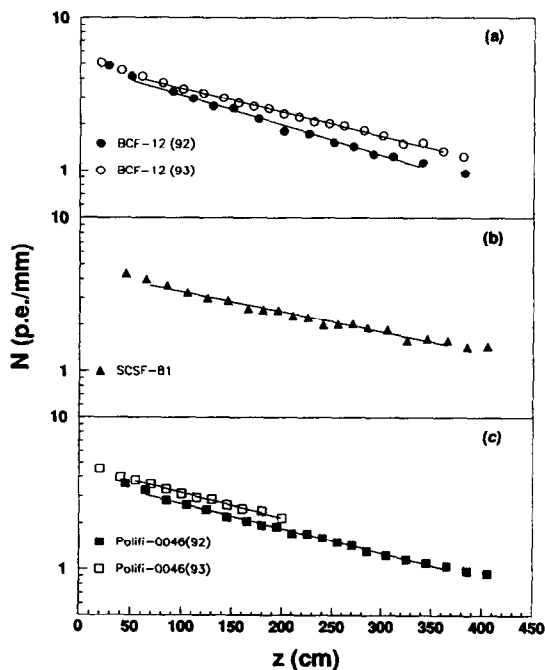 10
(a)
1
● BCF-12 (92)
○ BCF-12 (93)
10
(b)
N (p.e./mm)
1
▲ SCSF-81
10
(c)
1
■ Polifi-0046(92)
□ Polifi-0046(93)
0 50 100 150 200 250 300 350 400 450
z (cm)